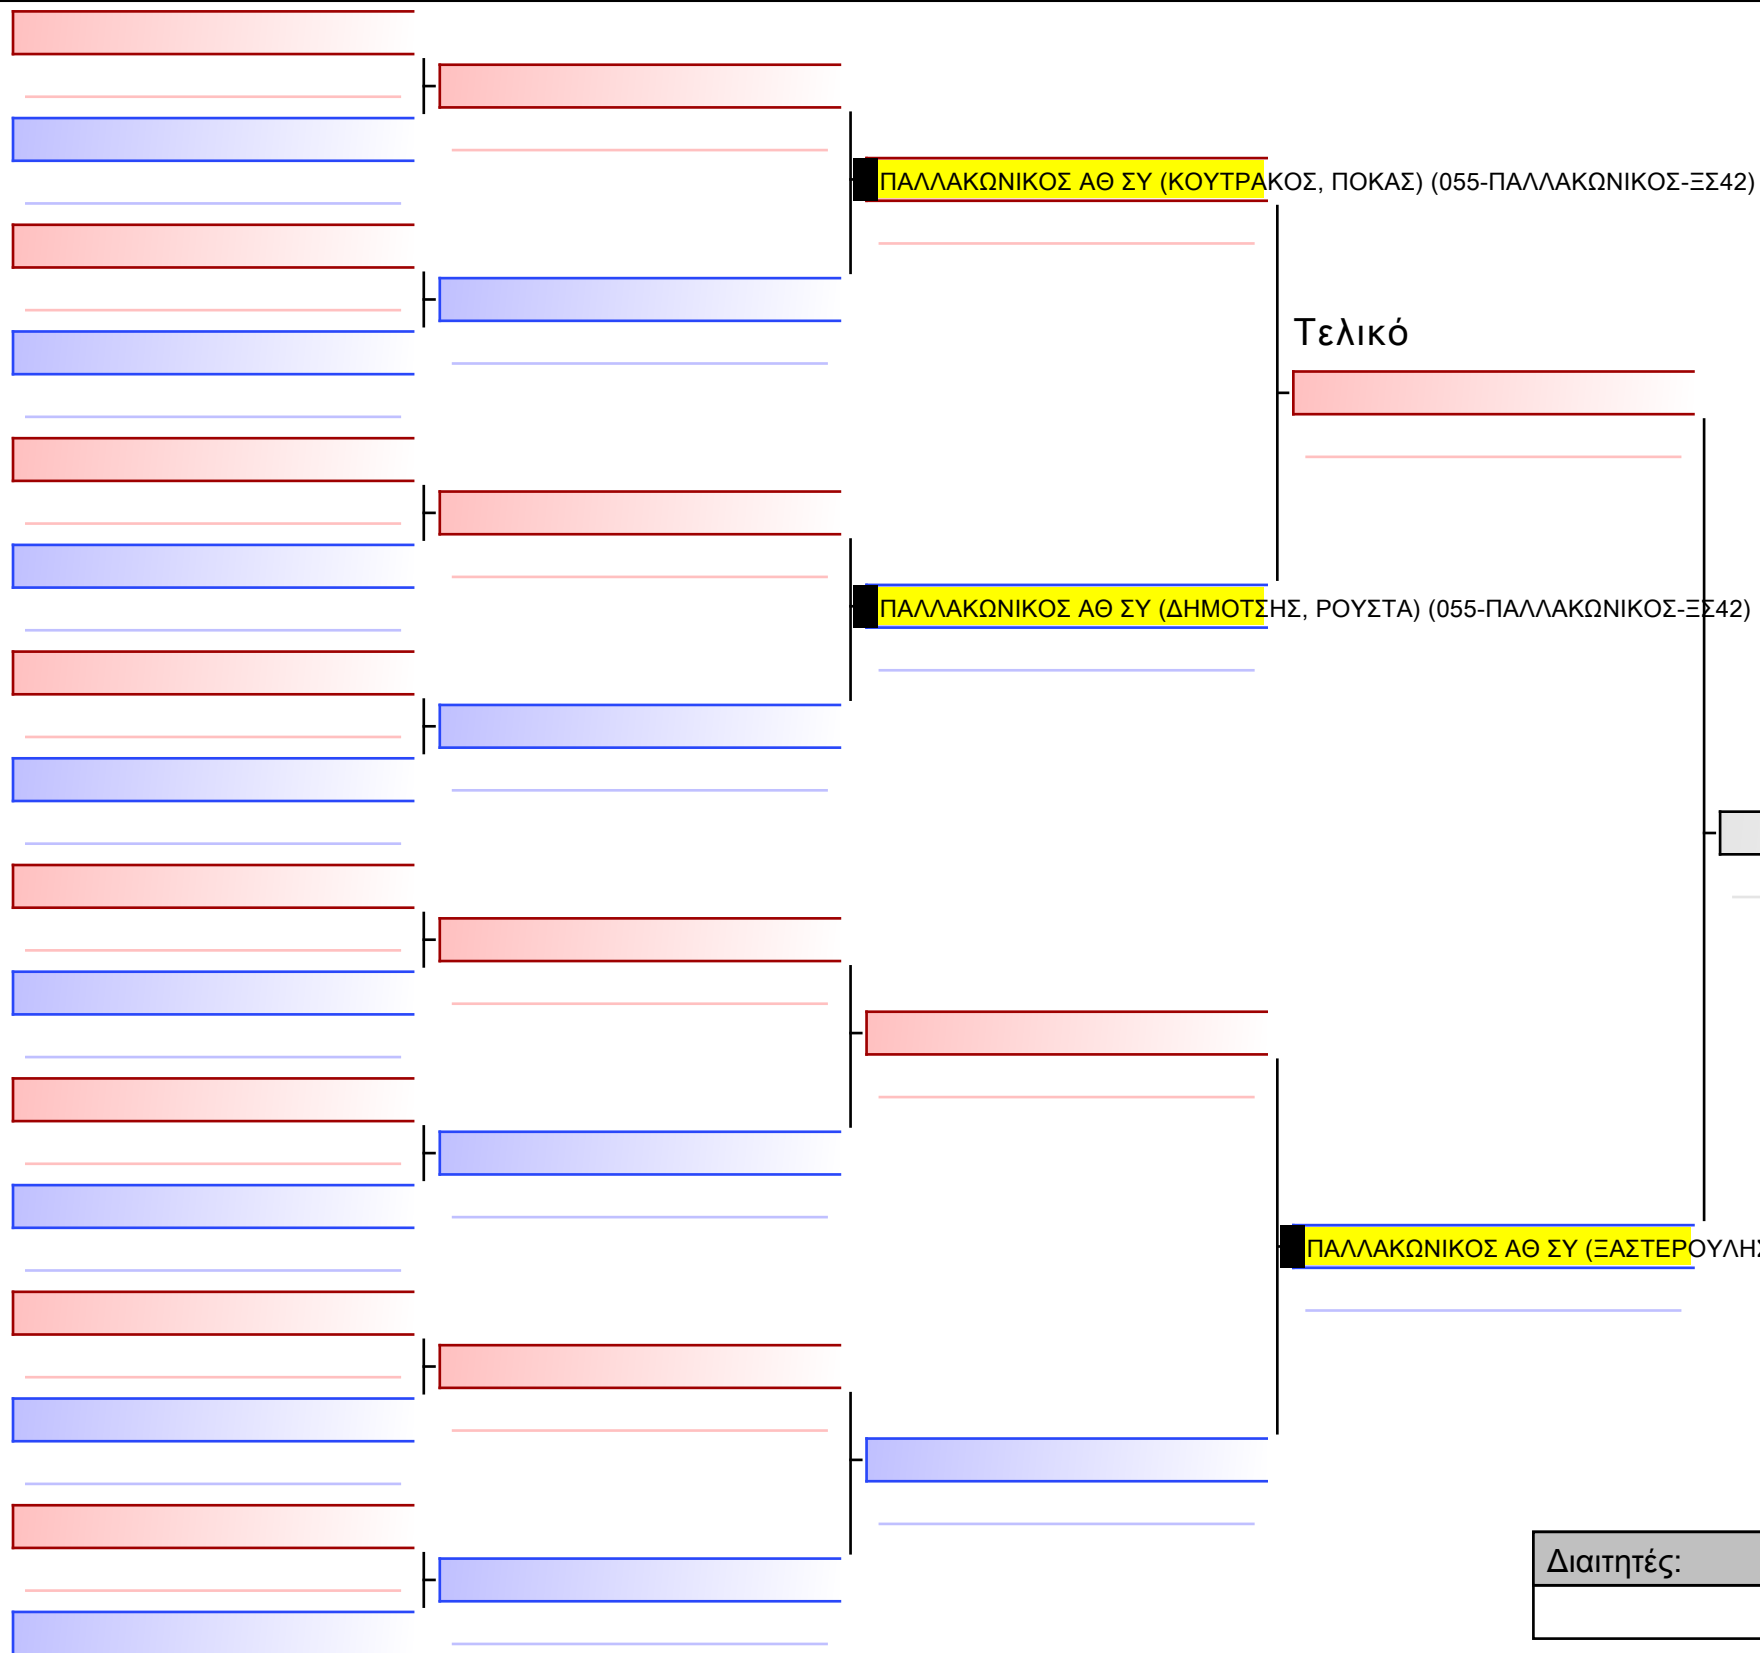 ΠΑΛΛΑΚΩΝΙΚΟΣ ΑΘ ΣΥ (ΚΟΥΤΡΑΚΟΣ, ΠΟΚΑΣ) (055-ΠΑΛΛΑΚΩΝΙΚΟΣ-ΞΣ42)
Τελικό
ΠΑΛΛΑΚΩΝΙΚΟΣ ΑΘ ΣΥ (ΔΗΜΟΤΣΗΣ, ΡΟΥΣΤΑ) (055-ΠΑΛΛΑΚΩΝΙΚΟΣ-ΞΣ42)
ΠΑΛΛΑΚΩΝΙΚΟΣ ΑΘ ΣΥ (ΞΑΣΤΕΡΟΥΛΗΣ
Διαιτητές: